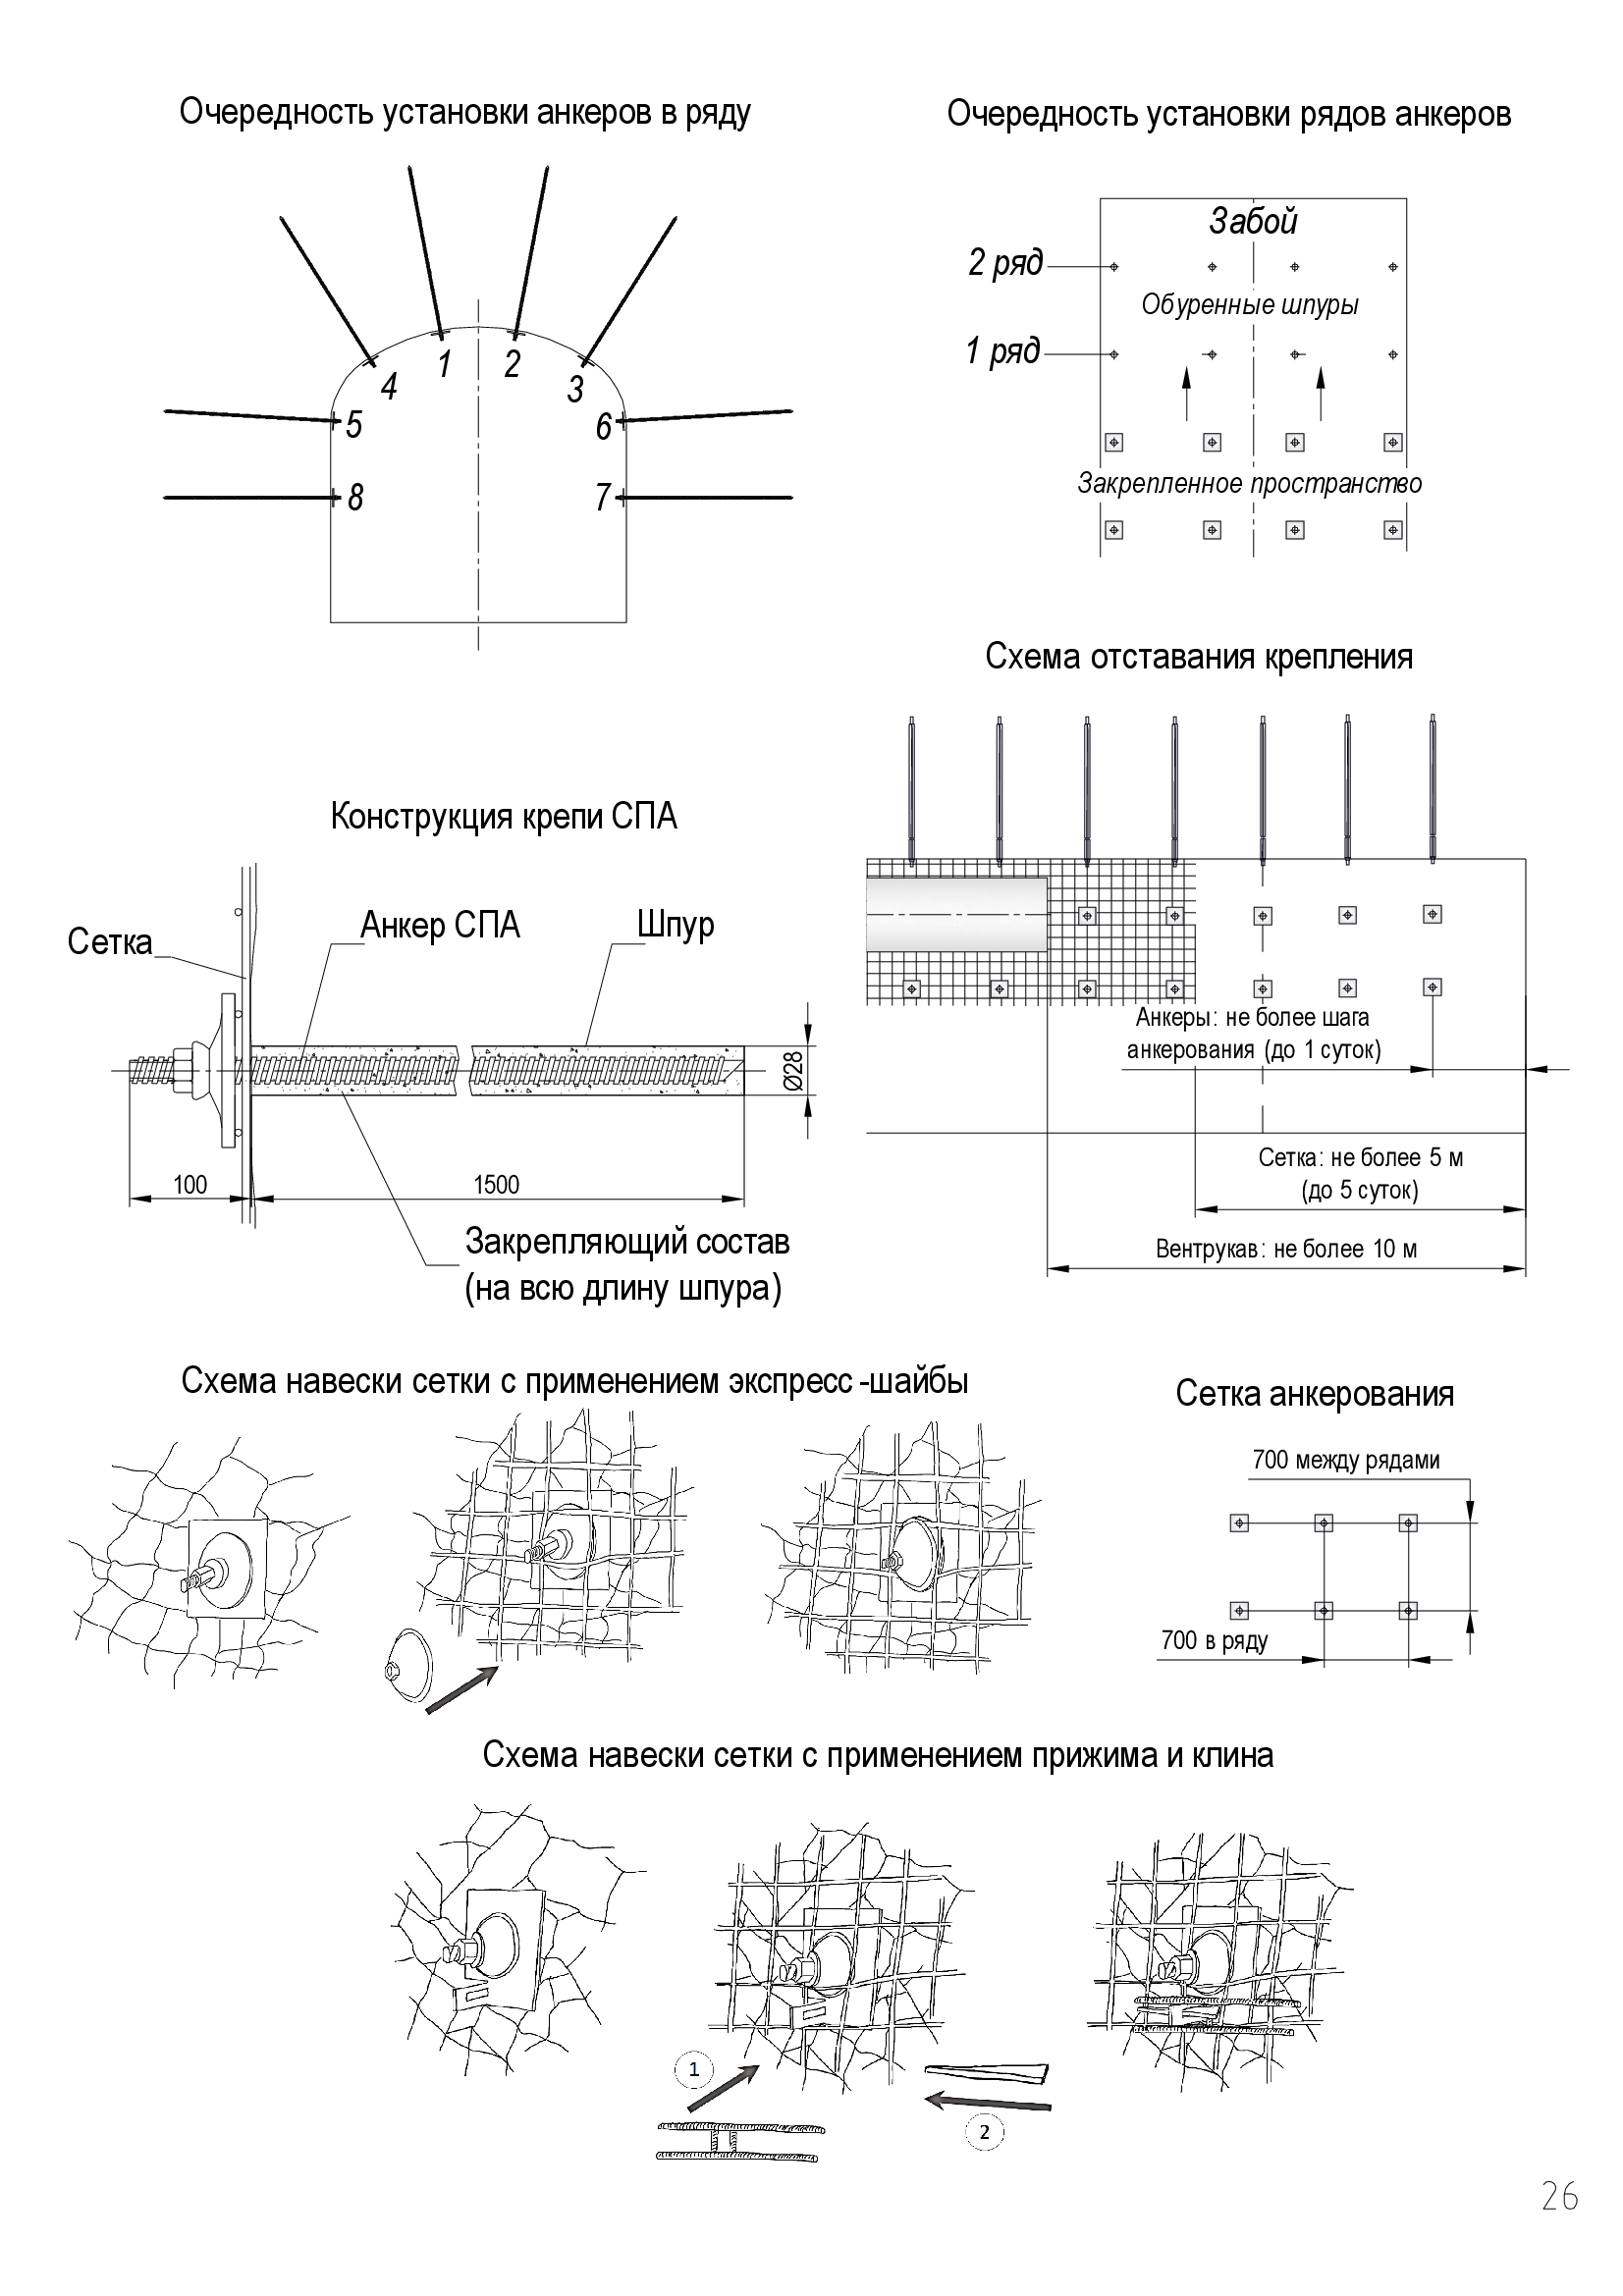 Очередность установки анкеров в ряду
1
2
3
4
5
6
7
8
Очередность установки рядов анкеров
Забой
2 ряд
Обуренные шпуры
1 ряд
Закрепленное пространство
Схема отставания крепления
Анкеры: не более шага
анкерования (до 1 суток)
Сетка: не более 5 м
(до 5 суток)
Вентрукав: не более 10 м
Конструкция крепи СПА
Сетка
Анкер СПА
Шпур
Ø28
100
1500
Закрепляющий состав
(на всю длину шпура)
Схема навески сетки с применением экспресс-шайбы
Сетка анкерования
700 между рядами
700 в ряду
Схема навески сетки с применением прижима и клина
1
2
26